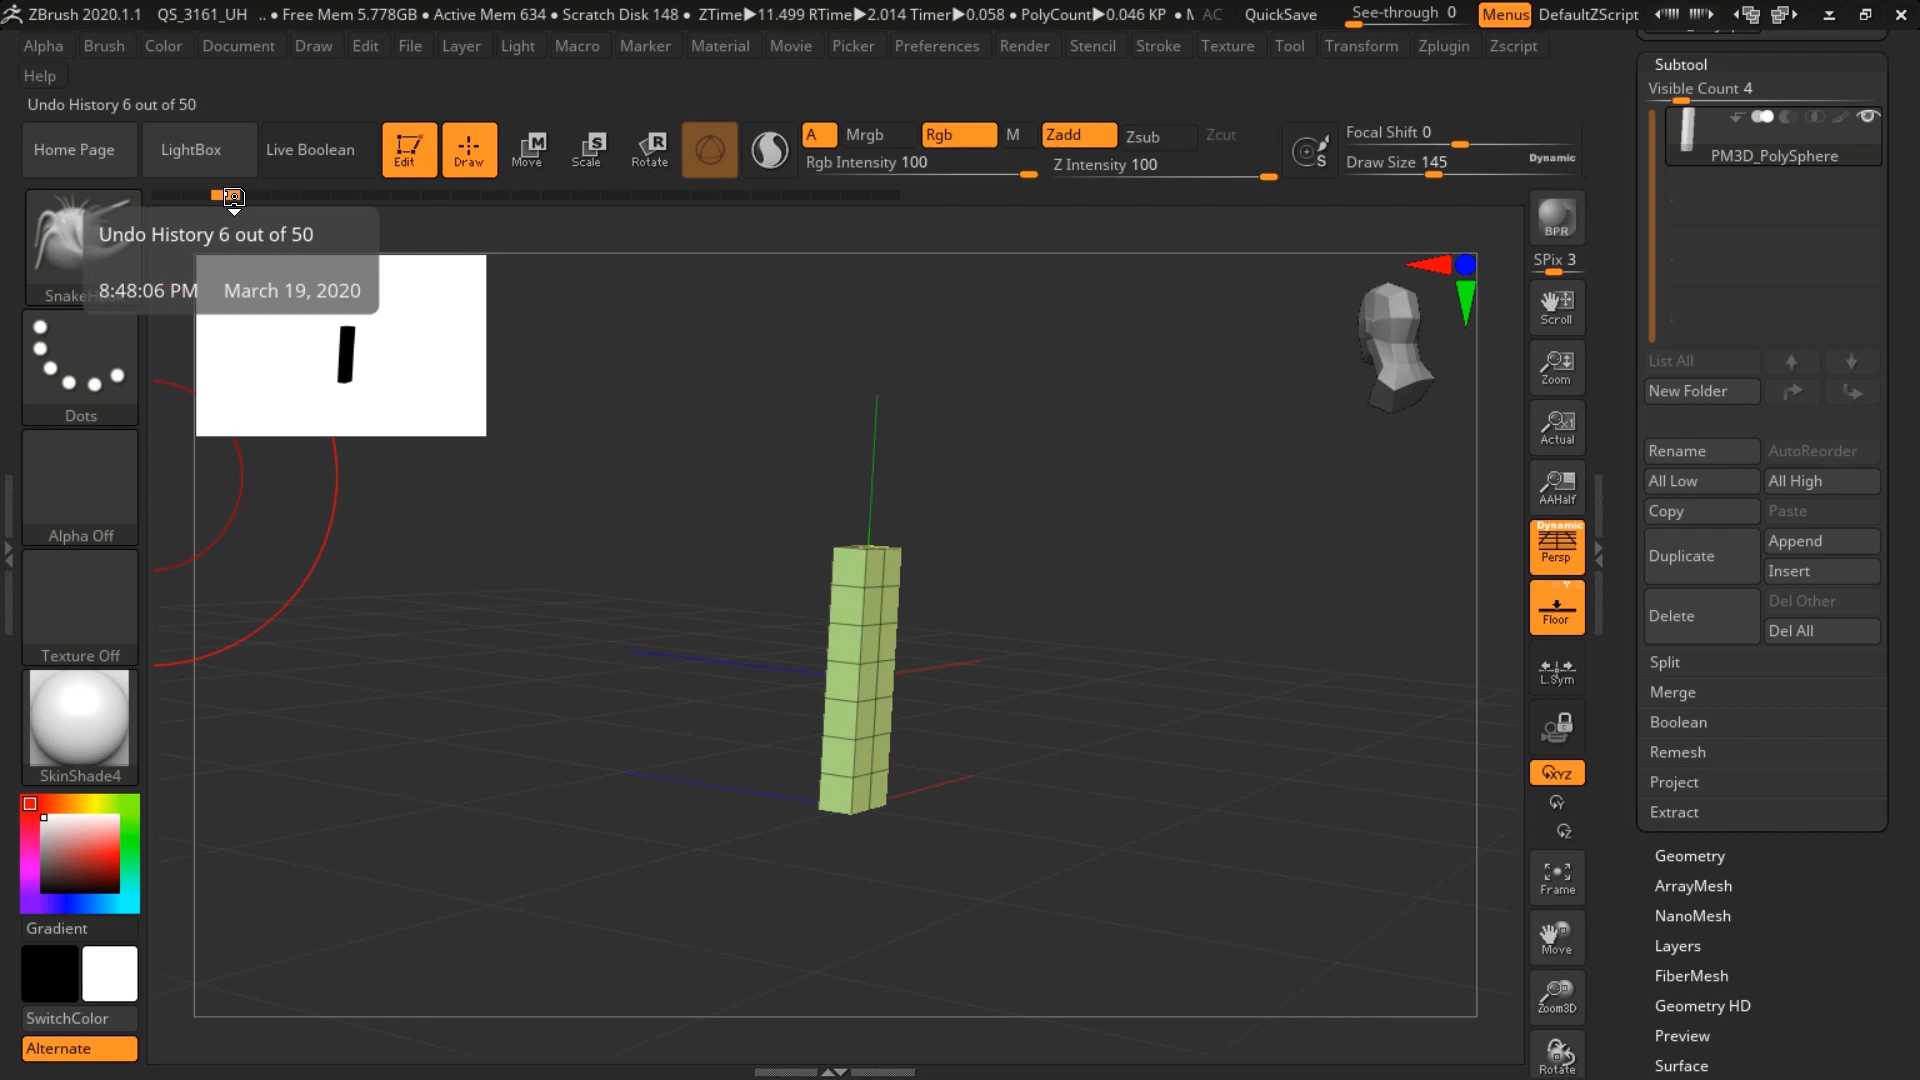 ZBrush 2020.1.1 QS_3161_UH .. • Free Mem 5.778GB • Active Mem 634 • Scratch Disk 148 • ZTime▶11.499 RTime▶2.014 Timer▶0.058 • PolyCount▶0.046 KP • AC QuickSave See-through 0 Menus DefaultZScript
Alpha Brush Color Document Draw Edit File Layer Light Macro Marker Material Movie Picker Preferences Render Stencil Stroke Texture Tool Transform Zplugin Zscript
Help
Undo History 6 out of 50
Home Page LightBox Live Boolean Edit Draw Move Scale Rotate
A Mrgb Rgb M Zadd Zsub Zcut
Rgb Intensity 100 Z Intensity 100
S
Focal Shift 0
Draw Size 145 Dynamic
Undo History 6 out of 50
8:48:06 PM March 19, 2020
Dots
Alpha Off
Texture Off
SkinShade4
Gradient
SwitchColor
Alternate
BPR
SPix 3
Scroll
Zoom
Actual
AAHalf
Dynamic
Persp
Floor
L.Sym
XYZ
Y
Z
Frame
Move
Zoom3D
Rotate
Subtool
Visible Count 4
PM3D_PolySphere
List All
New Folder
Rename AutoReorder
All Low All High
Copy Paste
Duplicate Append
Insert
Delete Del Other
Del All
Split
Merge
Boolean
Remesh
Project
Extract
Geometry
ArrayMesh
NanoMesh
Layers
FiberMesh
Geometry HD
Preview
Surface